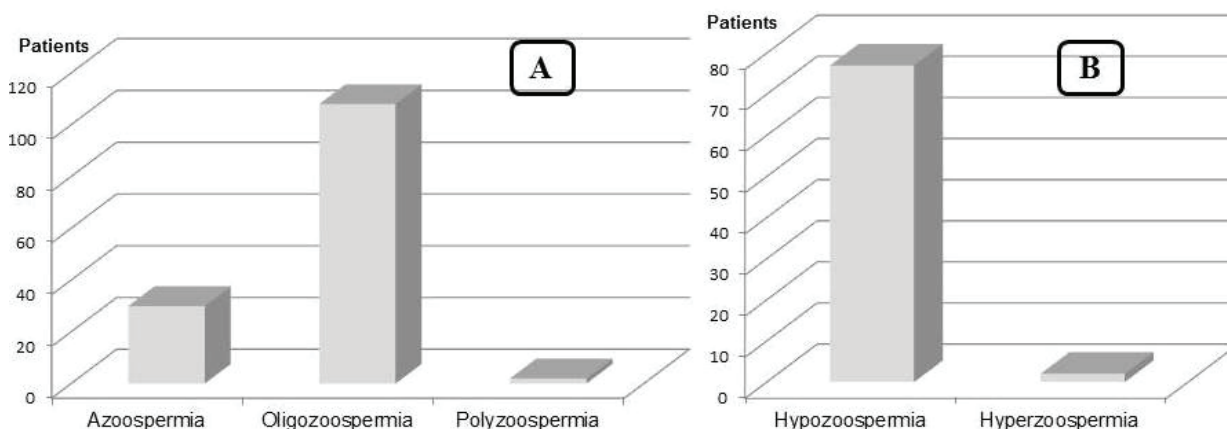 Patients
A
120
100
80
60
40
20
0
Azoospermia Oligozoospermia Polyzoospermia
Patients
B
80
70
60
50
40
30
20
10
0
Hypozoospermia Hyperzoospermia